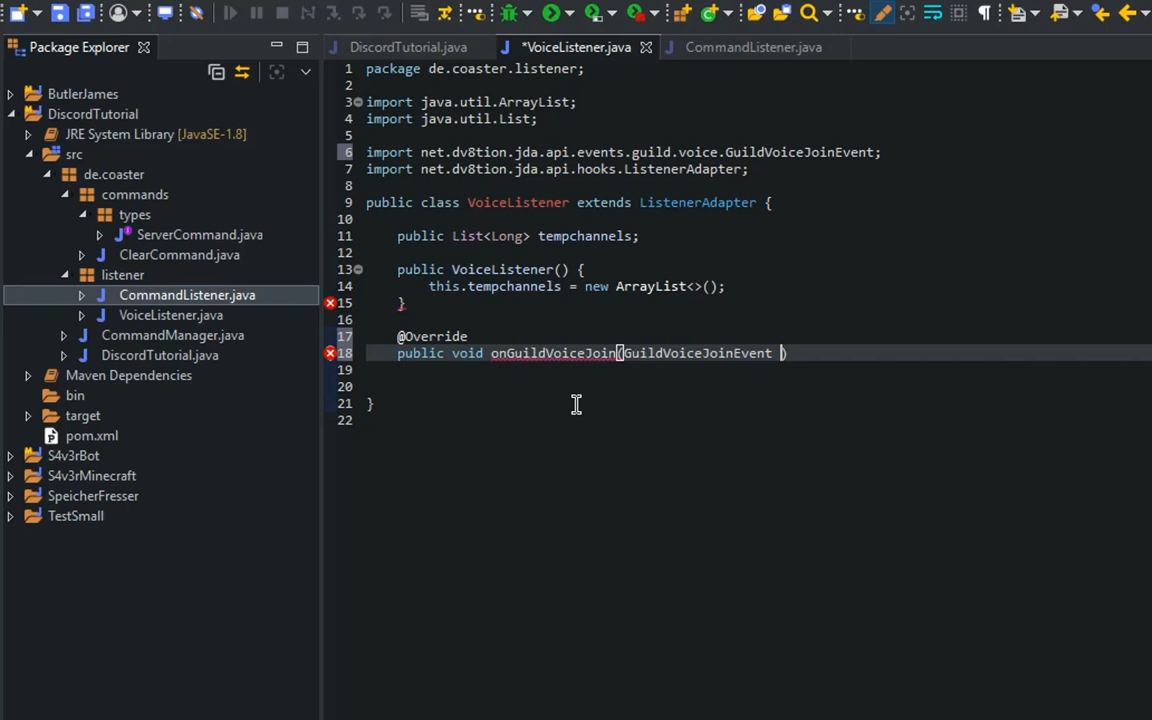 Package Explorer
DiscordTutorial.java
*VoiceListener.java
CommandListener.java
ButlerJames
DiscordTutorial
JRE System Library [JavaSE-1.8]
src
de.coaster
commands
types
ServerCommand.java
ClearCommand.java
listener
CommandListener.java
VoiceListener.java
CommandManager.java
DiscordTutorial.java
Maven Dependencies
bin
target
pom.xml
S4v3rBot
S4v3rMinecraft
SpeicherFresser
TestSmall
1 package de.coaster.listener;
2
3 import java.util.ArrayList;
4 import java.util.List;
5
6 import net.dv8tion.jda.api.events.guild.voice.GuildVoiceJoinEvent;
7 import net.dv8tion.jda.api.hooks.ListenerAdapter;
8
9 public class VoiceListener extends ListenerAdapter {
10
11 public List<Long> tempchannels;
12
13 public VoiceListener() {
14 this.tempchannels = new ArrayList<>();
15 }
16
17 @Override
18 public void onGuildVoiceJoin(GuildVoiceJoinEvent )
19
20
21 }
22